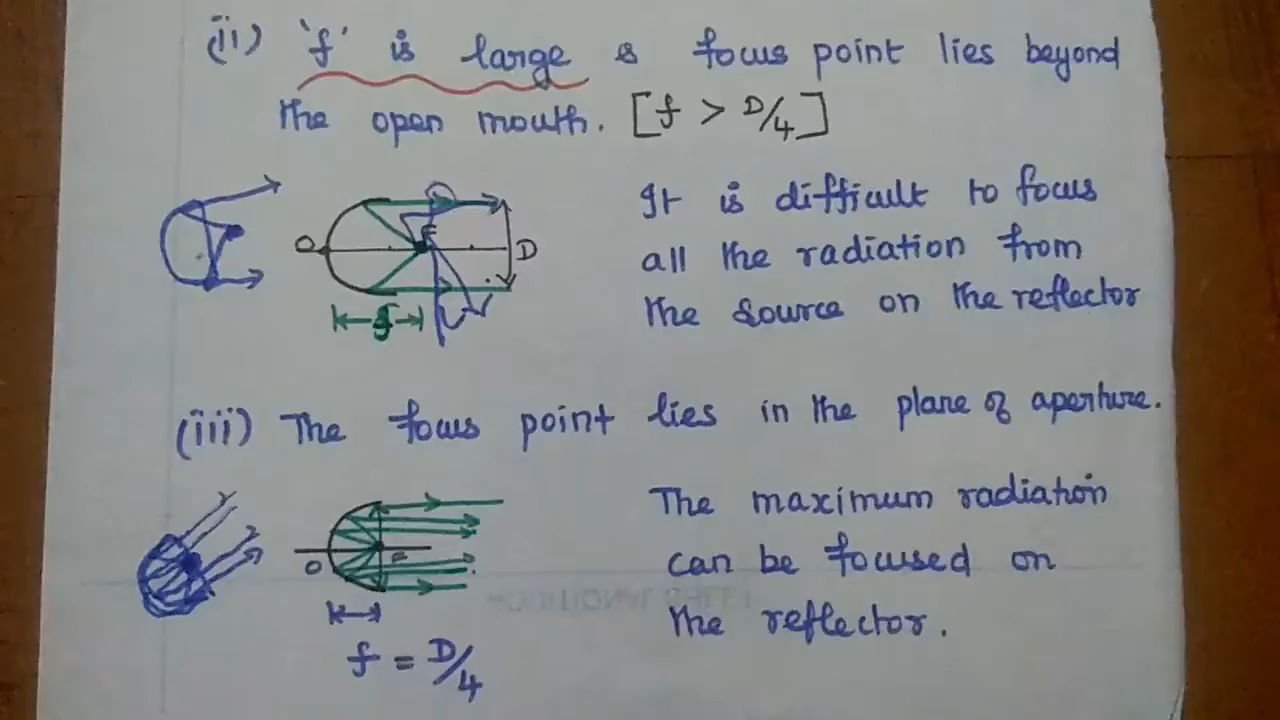 (ii) 'f' is large & focus point lies beyond
the open mouth. [f > D/4]
It is difficult to focus
all the radiation from
the source on the reflector
O F D
f
(iii) The focus point lies in the plane of aperture.
The maximum radiation
can be focused on
the reflector.
O F
f = D/4